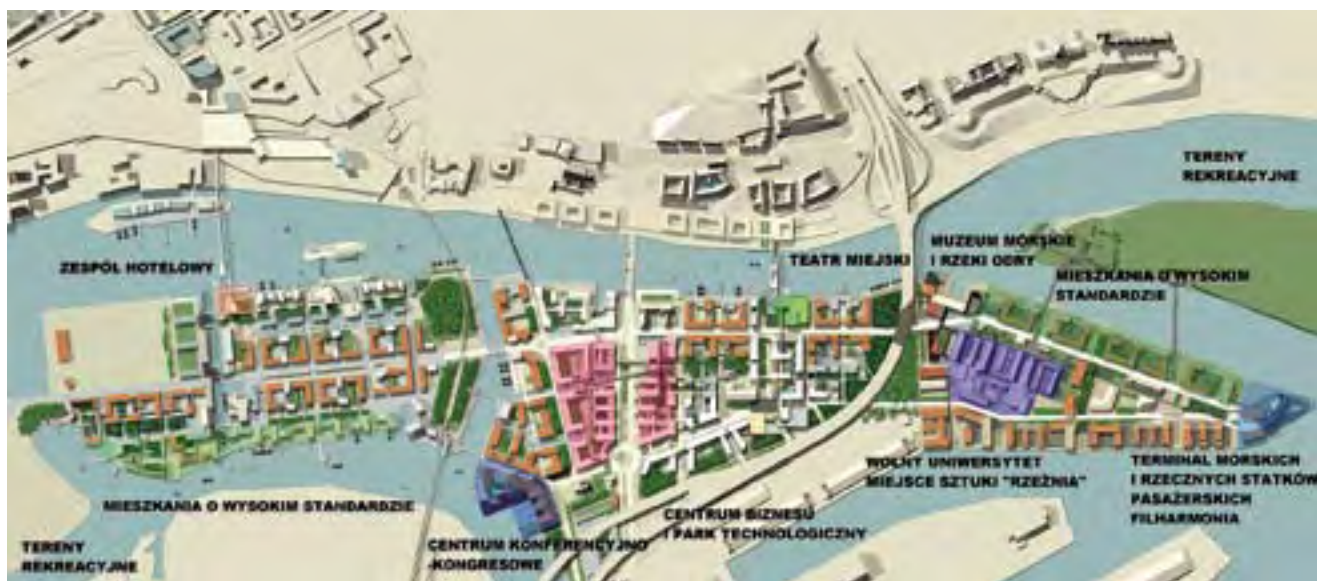 TERENY
REKREACYJNE
ZESPÓŁ HOTELOWY
TEATR MIEJSKI
MUZEUM MORSKIE
I RZEKI ODRY
MIESZKANIA O WYSOKIM
STANDARDZIE
MIESZKANIA O WYSOKIM STANDARDZIE
TERENY
REKREACYJNE
CENTRUM KONFERENCYJNO
-KONGRESOWE
CENTRUM BIZNESU
I PARK TECHNOLOGICZNY
WOLNY UNIWERSYTET
MIEJSCE SZTUKI "RZEŹNIA"
TERMINAL MORSKICH
I RZECZNYCH STATKÓW
PASAŻERSKICH
FILHARMONIA